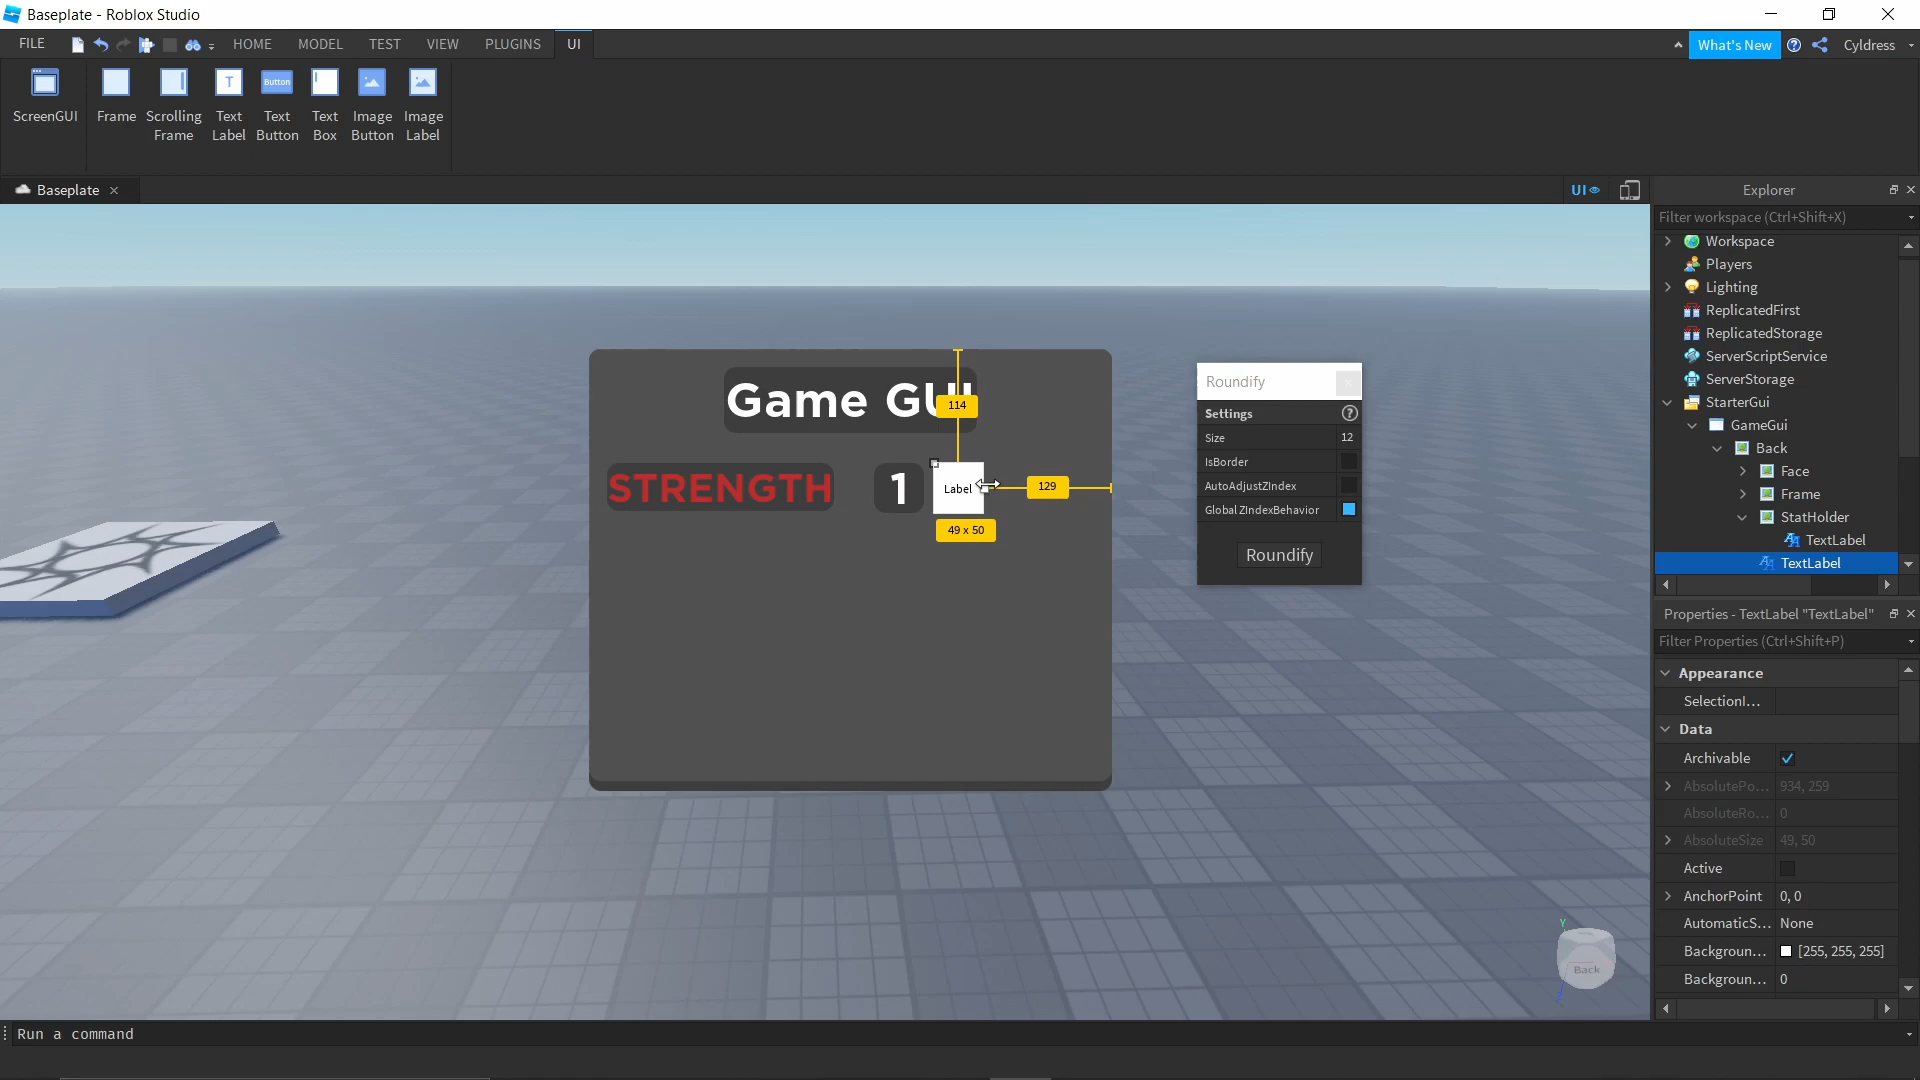 Baseplate - Roblox Studio
FILE
HOME
MODEL
TEST
VIEW
PLUGINS
UI
What's New
Cyldress
ScreenGUI
Frame
Scrolling
Frame
Text
Label
Text
Button
Text
Box
Image
Button
Image
Label
T
Button
Baseplate
UI
Explorer
Filter workspace (Ctrl+Shift+X)
Workspace
Players
Lighting
ReplicatedFirst
ReplicatedStorage
ServerScriptService
ServerStorage
StarterGui
GameGui
Back
Face
Frame
StatHolder
TextLabel
TextLabel
Game GUI
114
STRENGTH
1
Label
129
49 x 50
Roundify
Settings
?
Size
12
IsBorder
AutoAdjustZIndex
Global ZIndexBehavior
Roundify
Properties - TextLabel "TextLabel"
Filter Properties (Ctrl+Shift+P)
Appearance
SelectionI...
Data
Archivable
AbsolutePo... 934, 259
AbsoluteRo... 0
AbsoluteSize 49, 50
Active
AnchorPoint 0, 0
AutomaticS... None
Backgroun... [255, 255, 255]
Backgroun... 0
Y
Back
Run a command